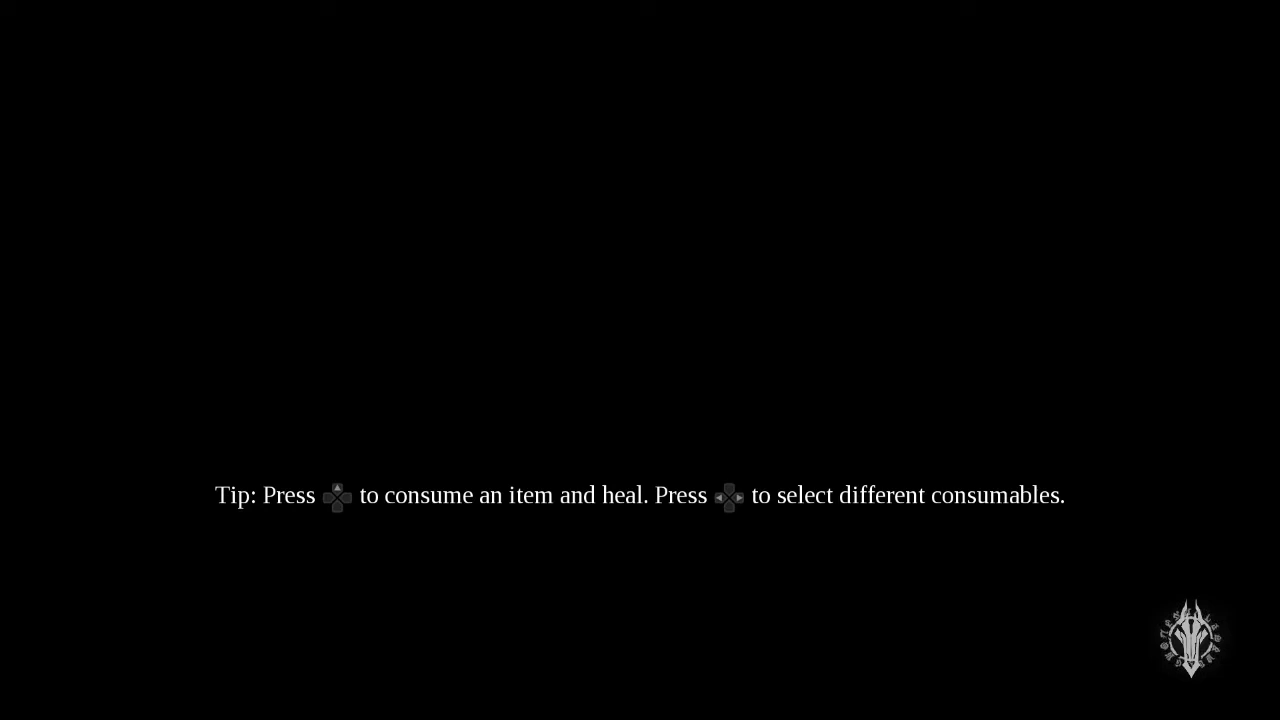 Tip: Press to consume an item and heal. Press to select different consumables.